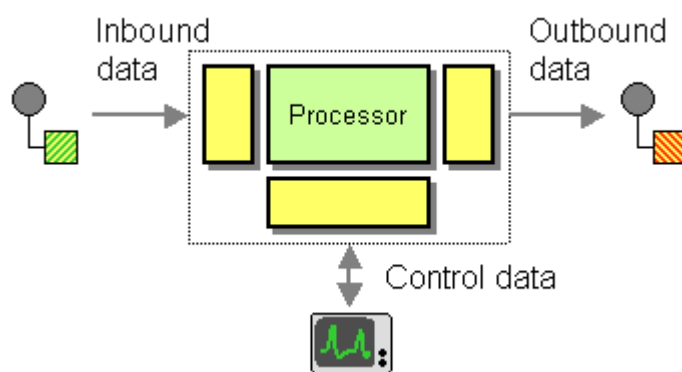 Inbound
data
Outbound
data
Processor
Control data